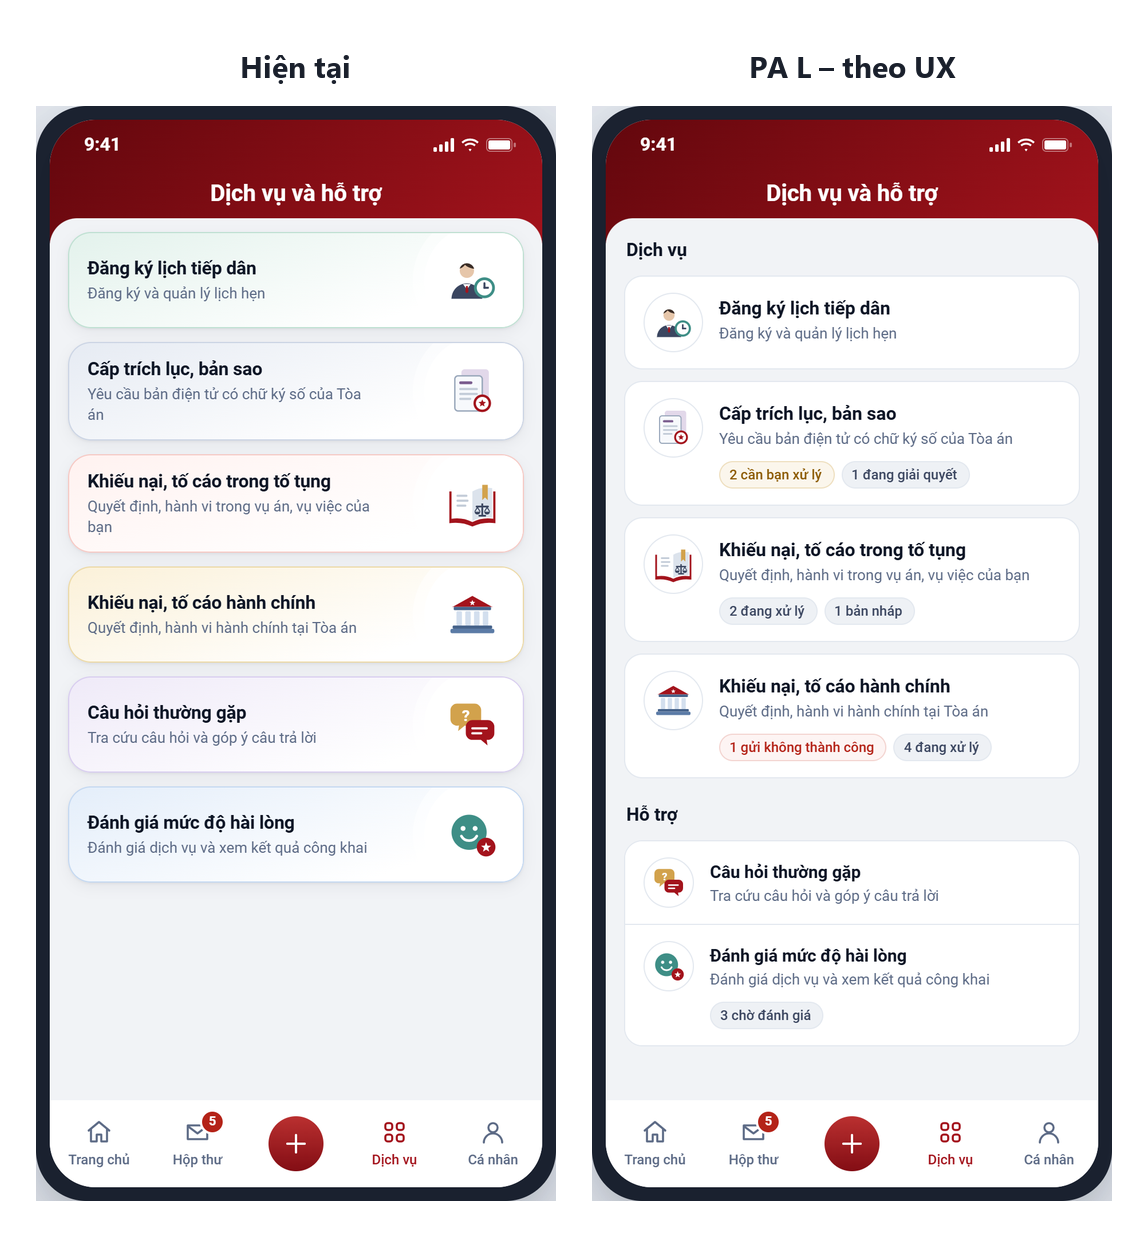 Hiện tại
9:41
Dịch vụ và hỗ trợ
Đăng ký lịch tiếp dân
Đăng ký và quản lý lịch hẹn
Cấp trích lục, bản sao
Yêu cầu bản điện tử có chữ ký số của Tòa
án
Khiếu nại, tố cáo trong tố tụng
Quyết định, hành vi trong vụ án, vụ việc của
bạn
Khiếu nại, tố cáo hành chính
Quyết định, hành vi hành chính tại Tòa án
Câu hỏi thường gặp
Tra cứu câu hỏi và góp ý câu trả lời
?
Đánh giá mức độ hài lòng
Đánh giá dịch vụ và xem kết quả công khai
5
Trang chủ
Hộp thư
Dịch vụ
Cá nhân
PA L – theo UX
9:41
Dịch vụ và hỗ trợ
Dịch vụ
Đăng ký lịch tiếp dân
Đăng ký và quản lý lịch hẹn
Cấp trích lục, bản sao
Yêu cầu bản điện tử có chữ ký số của Tòa án
2 cần bạn xử lý
1 đang giải quyết
Khiếu nại, tố cáo trong tố tụng
Quyết định, hành vi trong vụ án, vụ việc của bạn
2 đang xử lý
1 bản nháp
Khiếu nại, tố cáo hành chính
Quyết định, hành vi hành chính tại Tòa án
1 gửi không thành công
4 đang xử lý
Hỗ trợ
?
Câu hỏi thường gặp
Tra cứu câu hỏi và góp ý câu trả lời
Đánh giá mức độ hài lòng
Đánh giá dịch vụ và xem kết quả công khai
3 chờ đánh giá
5
Trang chủ
Hộp thư
Dịch vụ
Cá nhân